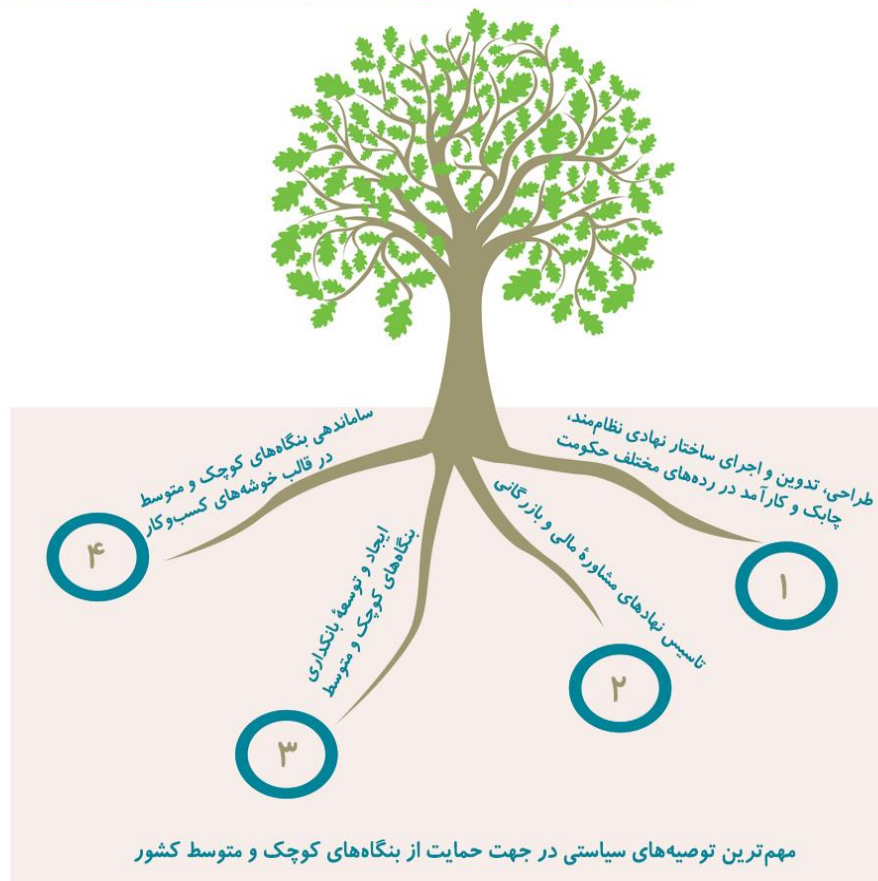 طراحی، تدوین و اجرای ساختار نهادی نظام‌مند،
چابک و کارآمد در رده‌های مختلف حکومت
۱
تاسیس نهادهای مشاورۀ مالی و بازرگانی
۲
ایجاد و توسعۀ بانکداری
بنگاه‌های کوچک و متوسط
۳
ساماندهی بنگاه‌های کوچک و متوسط
در قالب خوشه‌های کسب‌وکار
۴
مهم‌ترین توصیه‌های سیاستی در جهت حمایت از بنگاه‌های کوچک و متوسط کشور